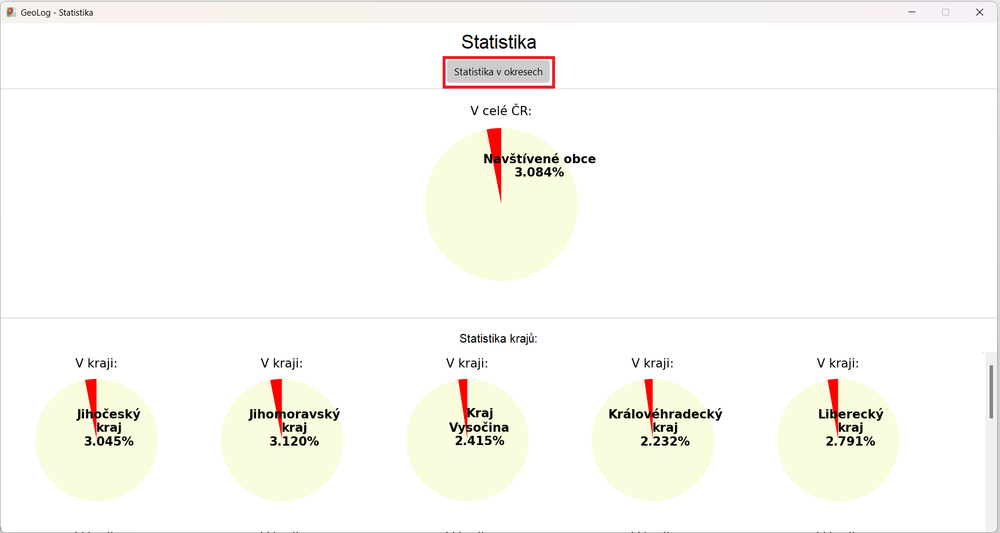 GeoLog - Statistika
Statistika
Statistika v okresech
V celé ČR:
Navštívené obce
3.084%
Statistika krajů:
V kraji:
Jihočeský
kraj
3.045%
V kraji:
Jihomoravský
kraj
3.120%
V kraji:
Kraj
Vysočina
2.415%
V kraji:
Královéhradecký
kraj
2.232%
V kraji:
Liberecký
kraj
2.791%